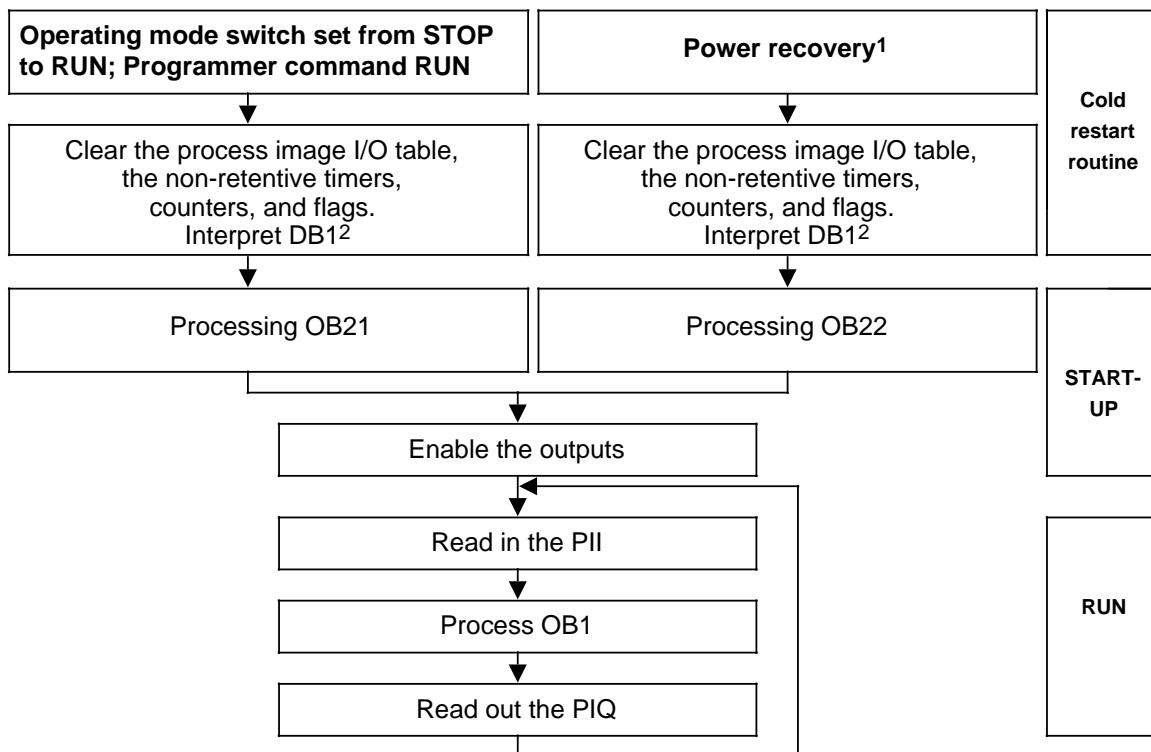 Operating mode switch set from STOP
to RUN; Programmer command RUN
Power recovery1
Cold
restart
routine
Clear the process image I/O table,
the non-retentive timers,
counters, and flags.
Interpret DB12
Clear the process image I/O table,
the non-retentive timers,
counters, and flags.
Interpret DB12
Processing OB21
Processing OB22
START-
UP
Enable the outputs
Read in the PII
Process OB1
Read out the PIQ
RUN